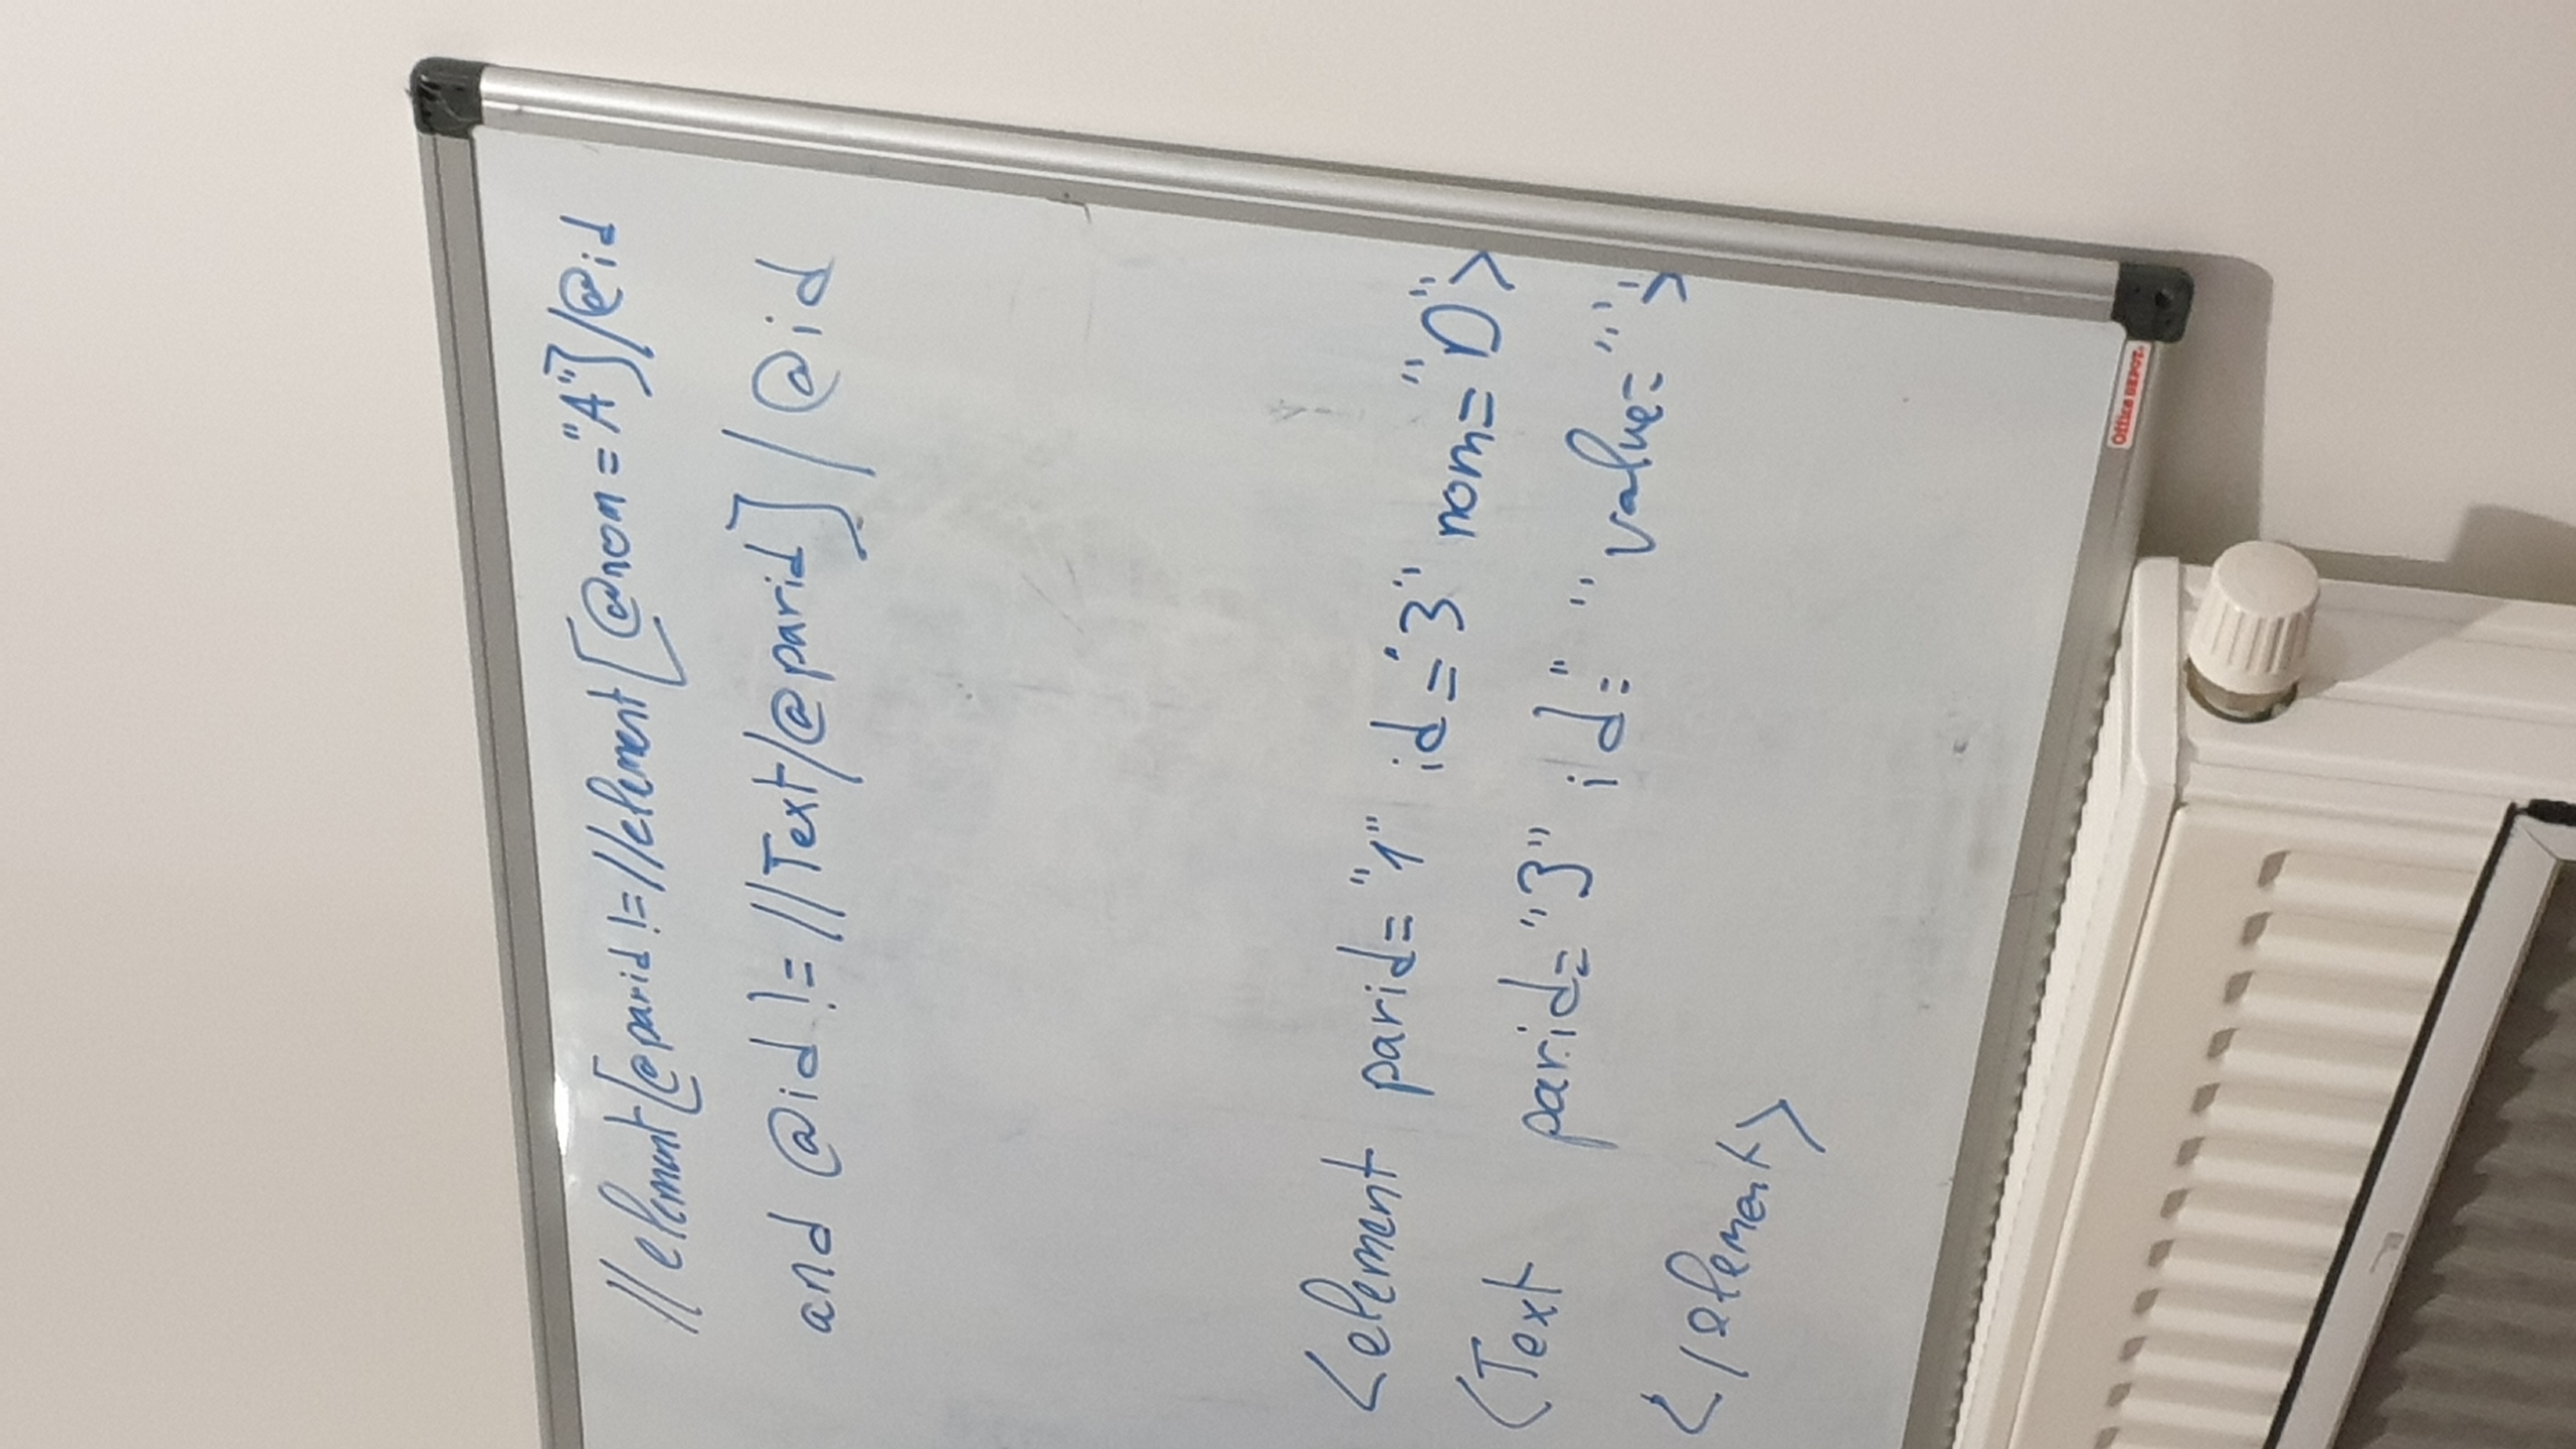 //element[@parid != //element[@nom = "A"]/@id
and @id != //Text/@parid] / @id
<element parid= "1" id = "3" nom= "D">
<Text parid= "3" id= " " value= "">
</element>
Office DEPOT.